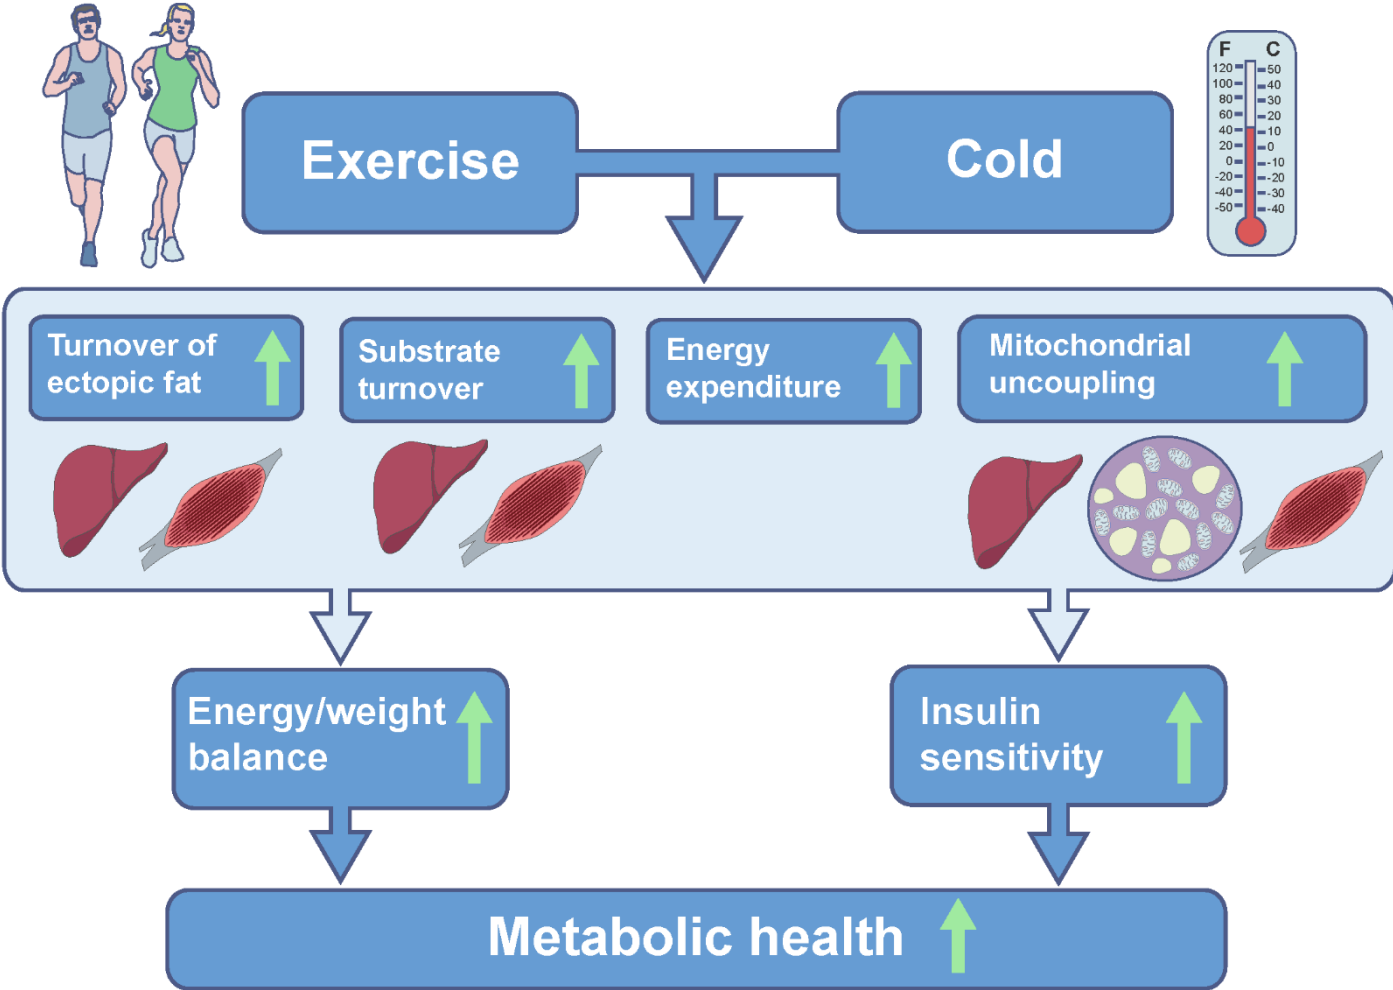 Exercise
Cold
F C
120 50
100 40
80 30
60 20
40 10
20 0
0 -10
-20 -20
-40 -30
-50 -40
Turnover of
ectopic fat
Substrate
turnover
Energy
expenditure
Mitochondrial
uncoupling
Energy/weight
balance
Insulin
sensitivity
Metabolic health